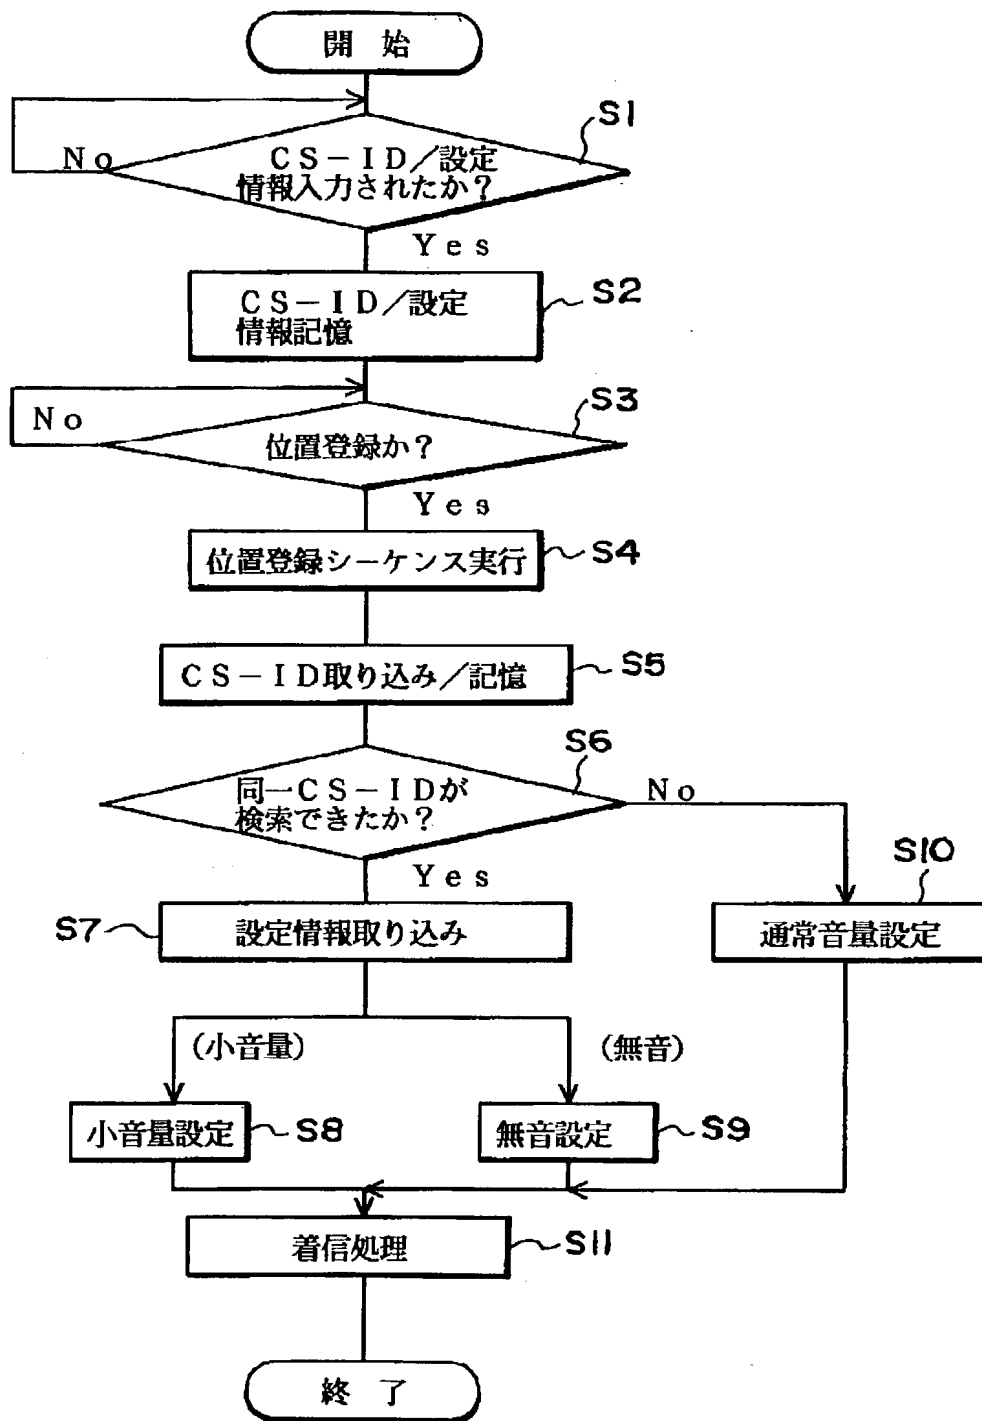 開 始
S1
No
CS-ID/設定
情報入力されたか?
Yes
S2
CS-ID/設定
情報記憶
S3
No
位置登録か?
Yes
S4
位置登録シーケンス実行
S5
CS-ID取り込み/記憶
S6
同一CS-IDが
検索できたか?
No
Yes
S10
S7
設定情報取り込み
通常音量設定
(小音量)
(無音)
小音量設定
S8
無音設定
S9
着信処理
S11
終 了